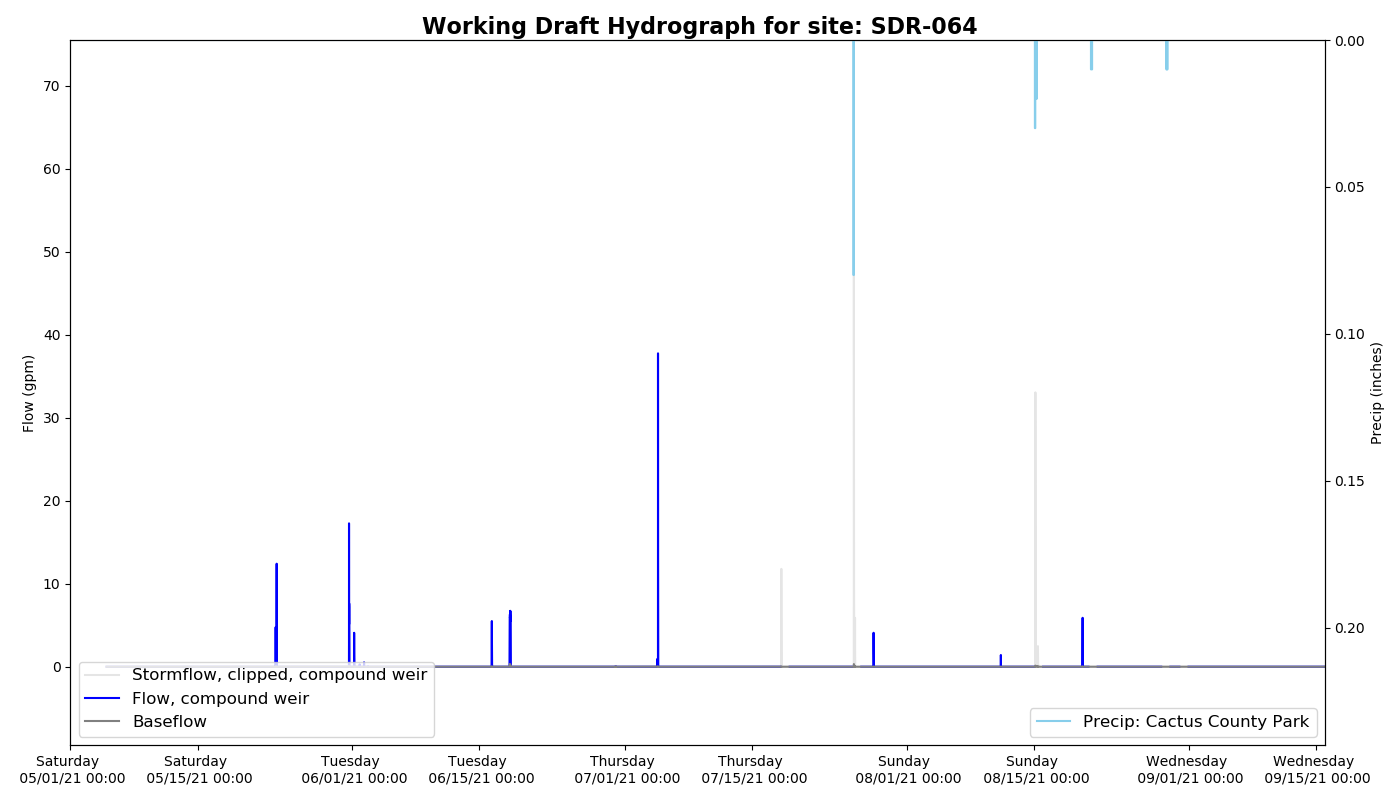 Working Draft Hydrograph for site: SDR-064
Flow (gpm)
70
60
50
40
30
20
10
0
0.00
0.05
0.10
0.15
0.20
Precip (inches)
Stormflow, clipped, compound weir
Flow, compound weir
Baseflow
Precip: Cactus County Park
Saturday
05/01/21 00:00
Saturday
05/15/21 00:00
Tuesday
06/01/21 00:00
Tuesday
06/15/21 00:00
Thursday
07/01/21 00:00
Thursday
07/15/21 00:00
Sunday
08/01/21 00:00
Sunday
08/15/21 00:00
Wednesday
09/01/21 00:00
Wednesday
09/15/21 00:00